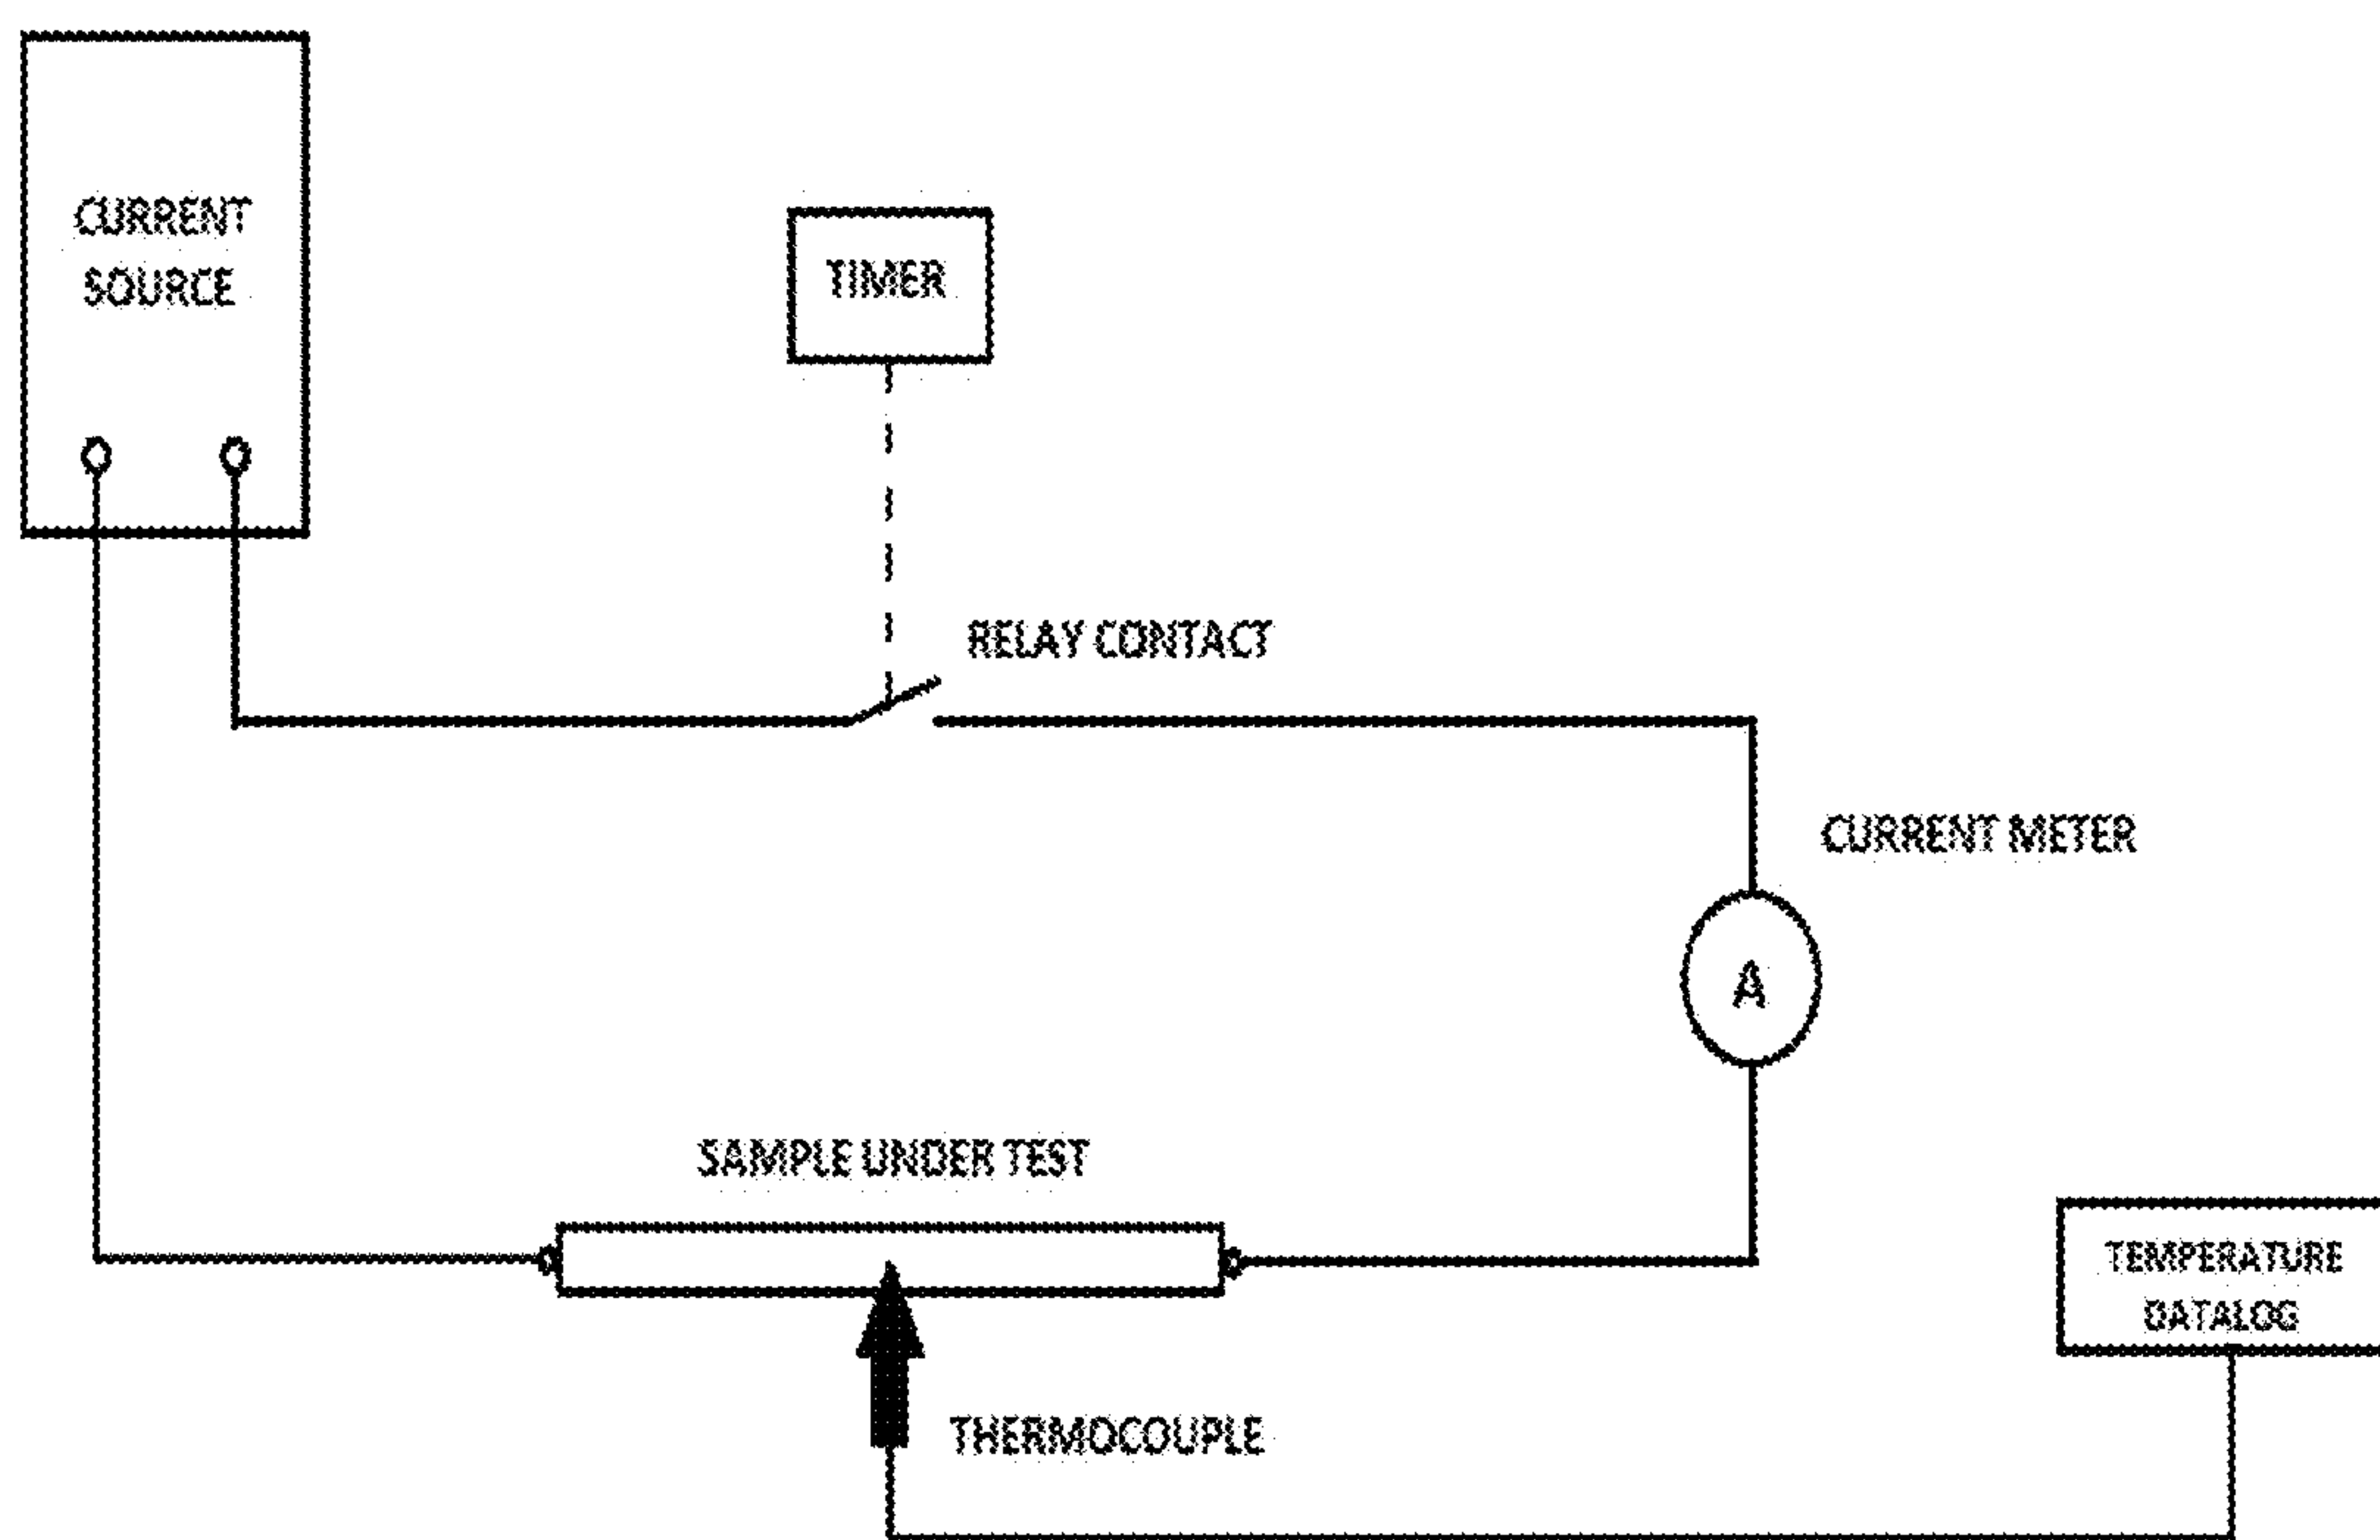 CURRENT
SOURCE
TIMER
RELAY CONTACT
CURRENT METER
A
SAMPLE UNDER TEST
TEMPERATURE
DATALOG
THERMOCOUPLE